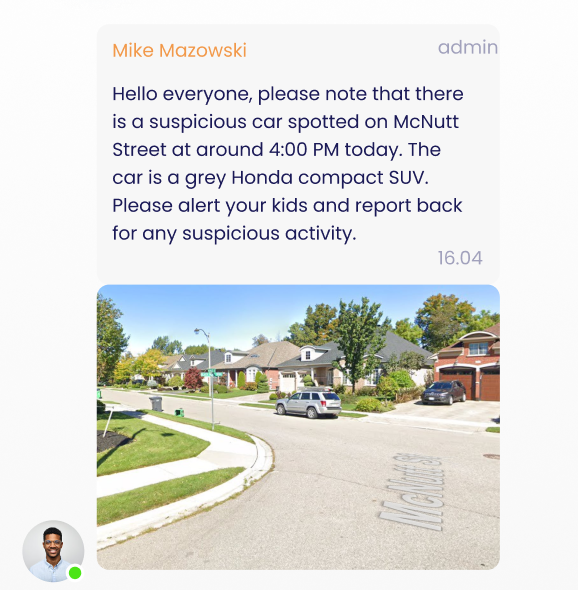 Mike Mazowski
admin
Hello everyone, please note that there
is a suspicious car spotted on McNutt
Street at around 4:00 PM today. The
car is a grey Honda compact SUV.
Please alert your kids and report back
for any suspicious activity.
16.04
McNutt St